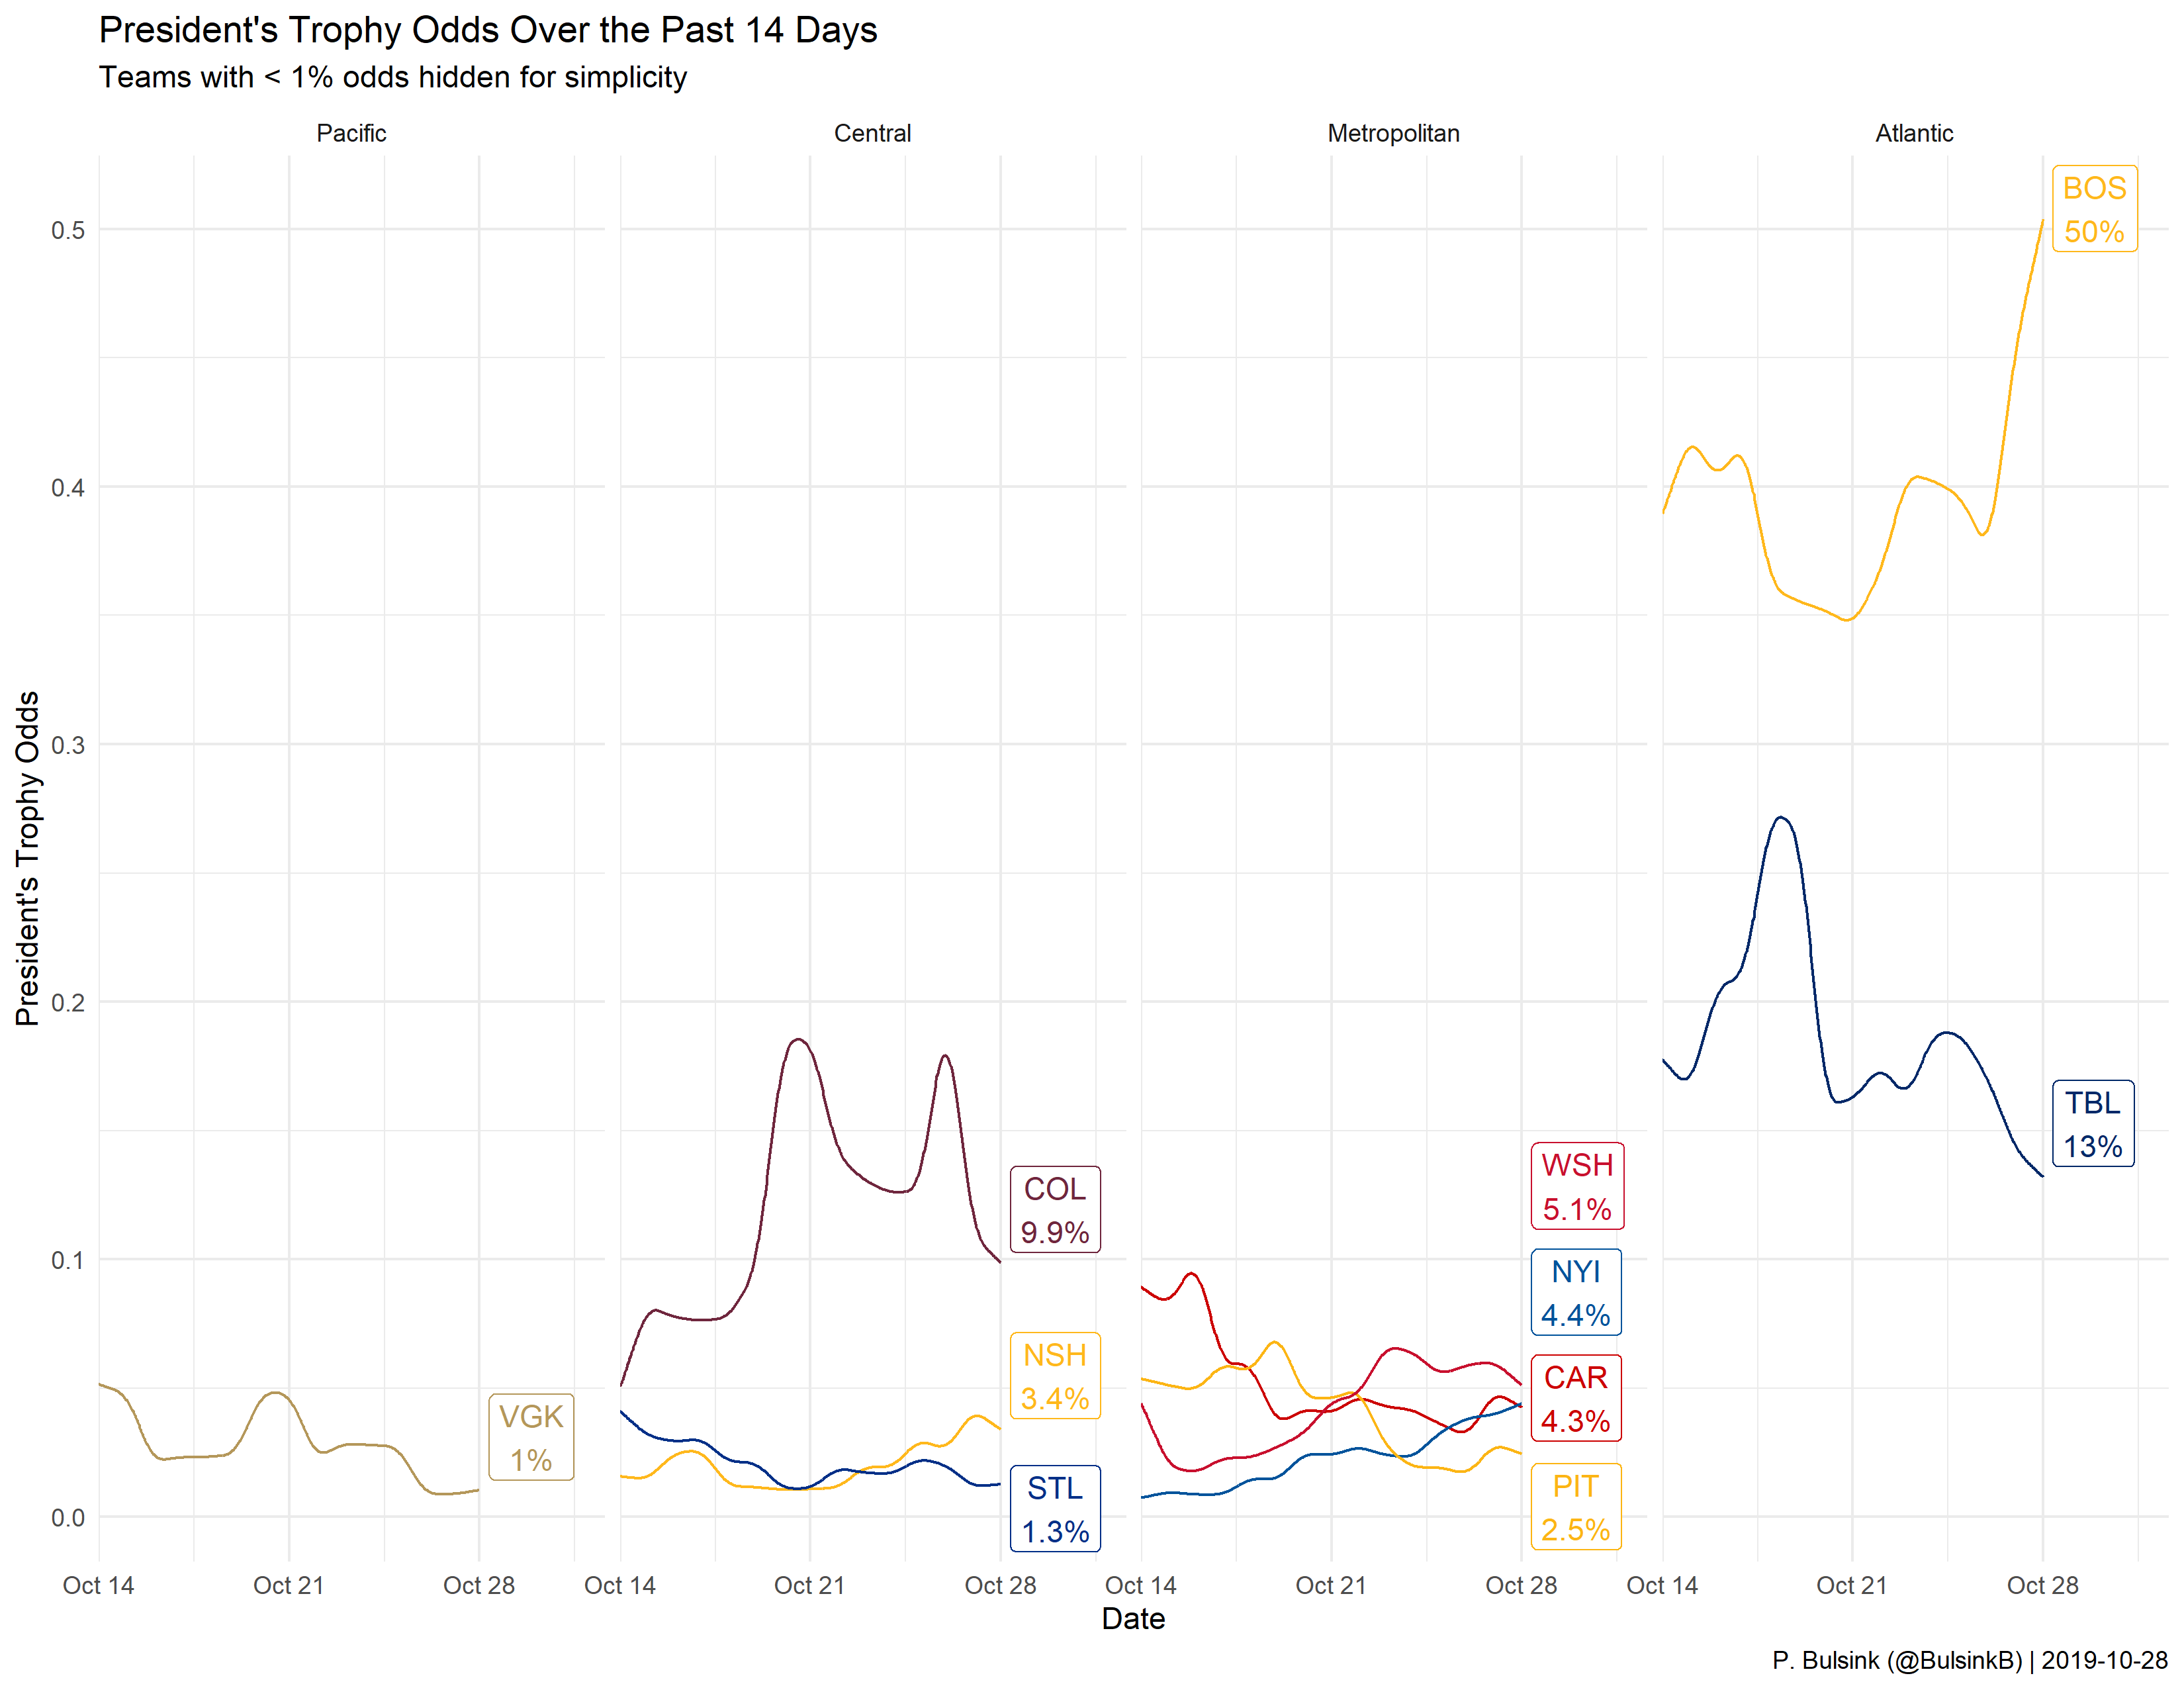 President's Trophy Odds Over the Past 14 Days
Teams with < 1% odds hidden for simplicity
Pacific
Central
Metropolitan
Atlantic
President's Trophy Odds
0.5
0.4
0.3
0.2
0.1
0.0
VGK
1%
COL
9.9%
NSH
3.4%
STL
1.3%
WSH
5.1%
NYI
4.4%
CAR
4.3%
PIT
2.5%
BOS
50%
TBL
13%
Oct 14
Oct 21
Oct 28
Oct 14
Oct 21
Oct 28
Oct 14
Oct 21
Oct 28
Oct 14
Oct 21
Oct 28
Date
P. Bulsink (@BulsinkB) | 2019-10-28